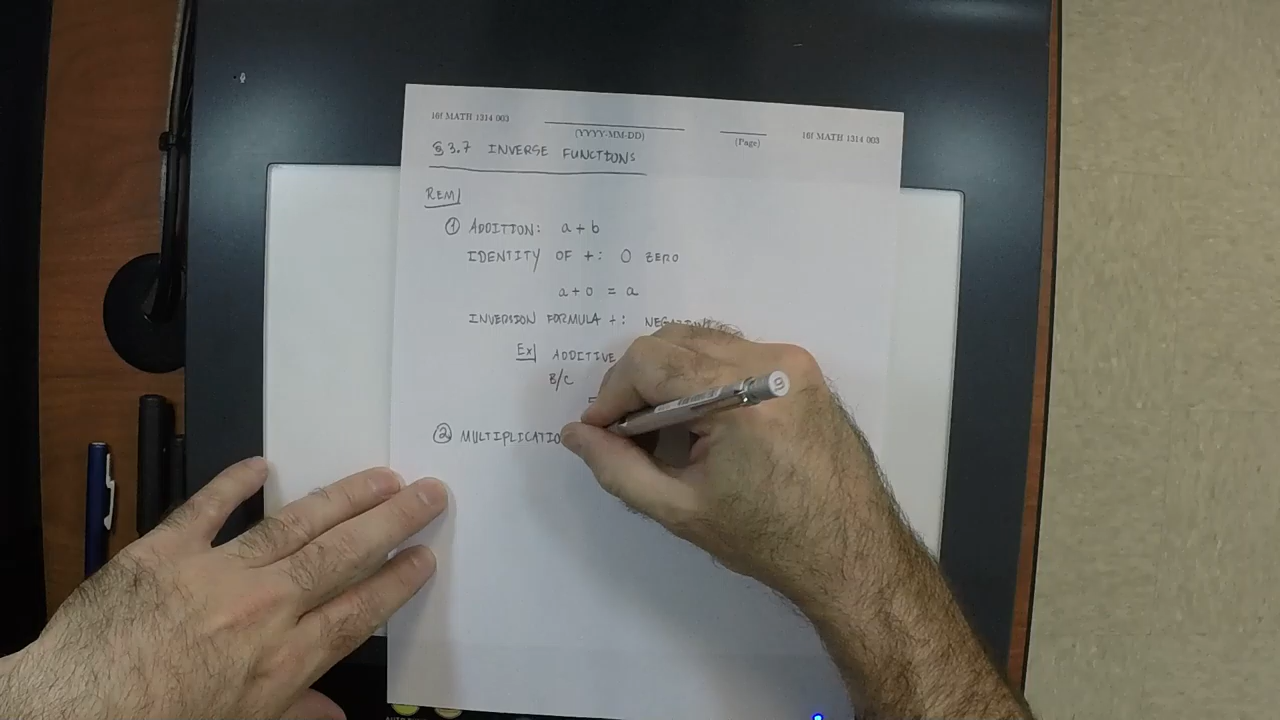 16f MATH 1314 003
(YYYY-MM-DD)
(Page)
16f MATH 1314 003
§ 3.7 INVERSE FUNCTIONS
REM
① ADDITION: a + b
IDENTITY OF +: 0 ZERO
a + 0 = a
INVERSION FORMULA +:
Ex ADDITIVE
B/C
② MULTIPLICATIO